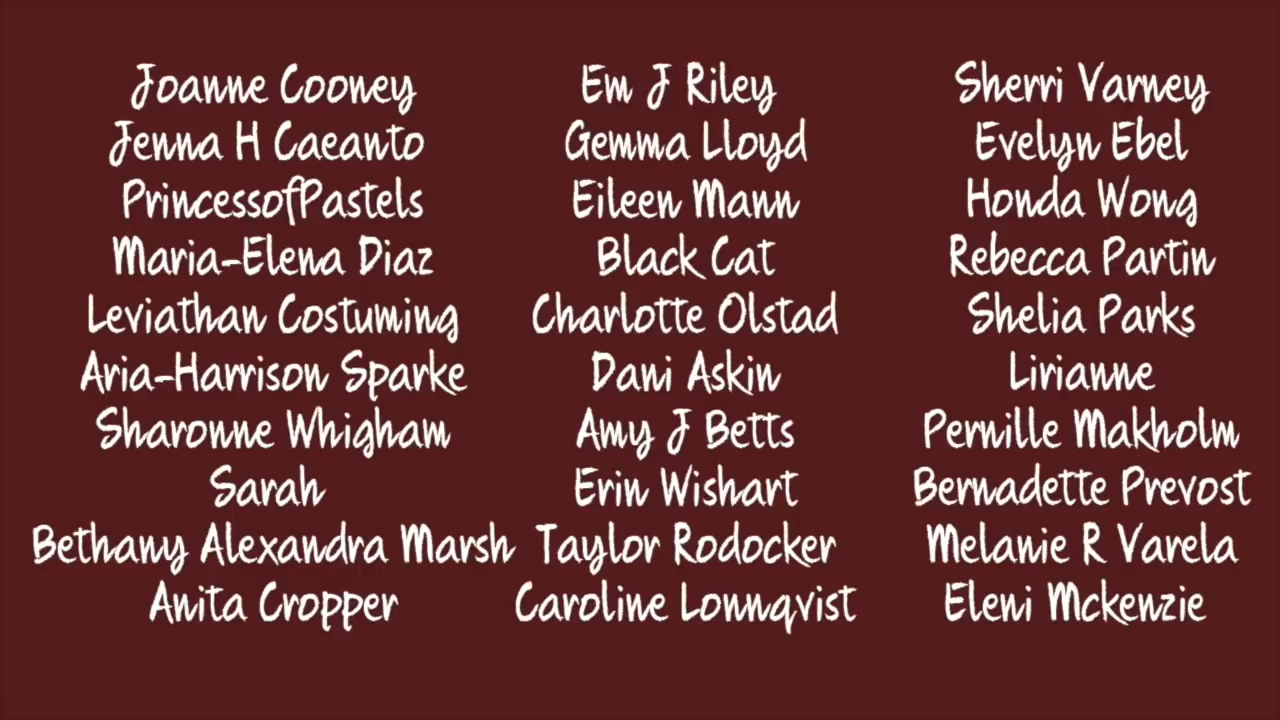 Joanne Cooney
Jenna H Caeanto
PrincessofPastels
Maria-Elena Diaz
Leviathan Costuming
Aria-Harrison Sparke
Sharonne Whigham
Sarah
Bethany Alexandra Marsh
Anita Cropper
Em J Riley
Gemma Lloyd
Eileen Mann
Black Cat
Charlotte Olstad
Dani Askin
Amy J Betts
Erin Wishart
Taylor Rodocker
Caroline Lonnqvist
Sherri Varney
Evelyn Ebel
Honda Wong
Rebecca Partin
Shelia Parks
Lirianne
Pernille Makholm
Bernadette Prevost
Melanie R Varela
Eleni Mckenzie